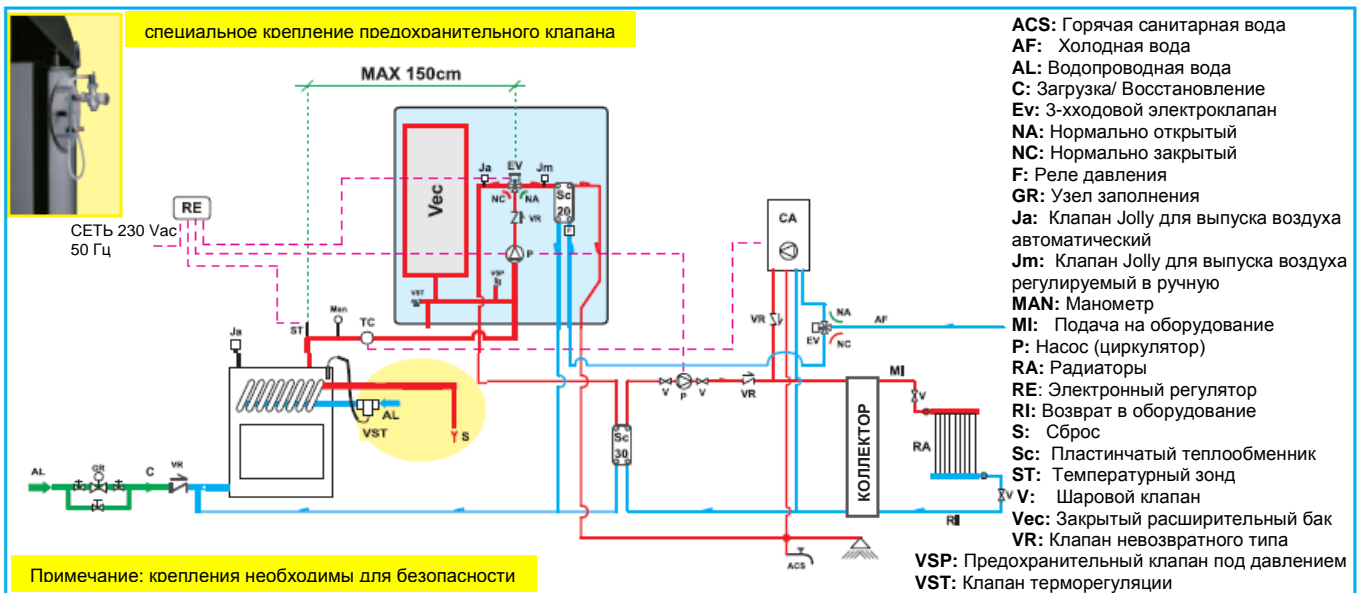 специальное крепление предохранительного клапана
MAX 150cm
Ja
EV
Jm
NC
NA
Vec
VR
Sc
20
F
P
VSP
VST
RE
СЕТЬ 230 Vac
50 Гц
CA
VR
NA
EV
NC
AF
ST
Man
TC
Ja
AL
VST
S
V
P
V
VR
MI
V
Sc
30
КОЛЛЕКТОР
RA
V
RI
AL
GR
C
VR
ACS
Примечание: крепления необходимы для безопасности
ACS: Горячая санитарная вода
AF: Холодная вода
AL: Водопроводная вода
C: Загрузка/ Восстановление
Ev: 3-хходовой электроклапан
NA: Нормально открытый
NC: Нормально закрытый
F: Реле давления
GR: Узел заполнения
Ja: Клапан Jolly для выпуска воздуха
автоматический
Jm: Клапан Jolly для выпуска воздуха
регулируемый в ручную
MAN: Манометр
MI: Подача на оборудование
P: Насос (циркулятор)
RA: Радиаторы
RE: Электронный регулятор
RI: Возврат в оборудование
S: Сброс
Sc: Пластинчатый теплообменник
ST: Температурный зонд
V: Шаровой клапан
Vec: Закрытый расширительный бак
VR: Клапан невозвратного типа
VSP: Предохранительный клапан под давлением
VST: Клапан терморегуляции